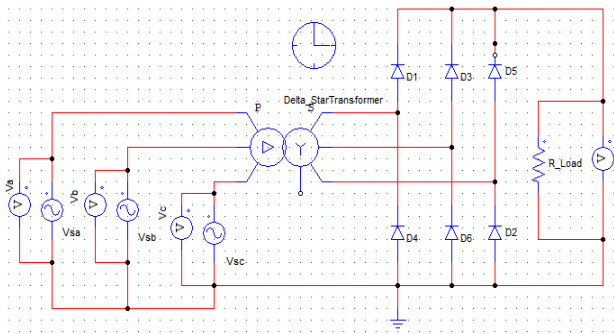 D1
D3
D5
Delta_StarTransformer
P
S
R_Load
V
Va
V
Vsa
Vb
V
Vsb
Vc
V
Vsc
D4
D6
D2